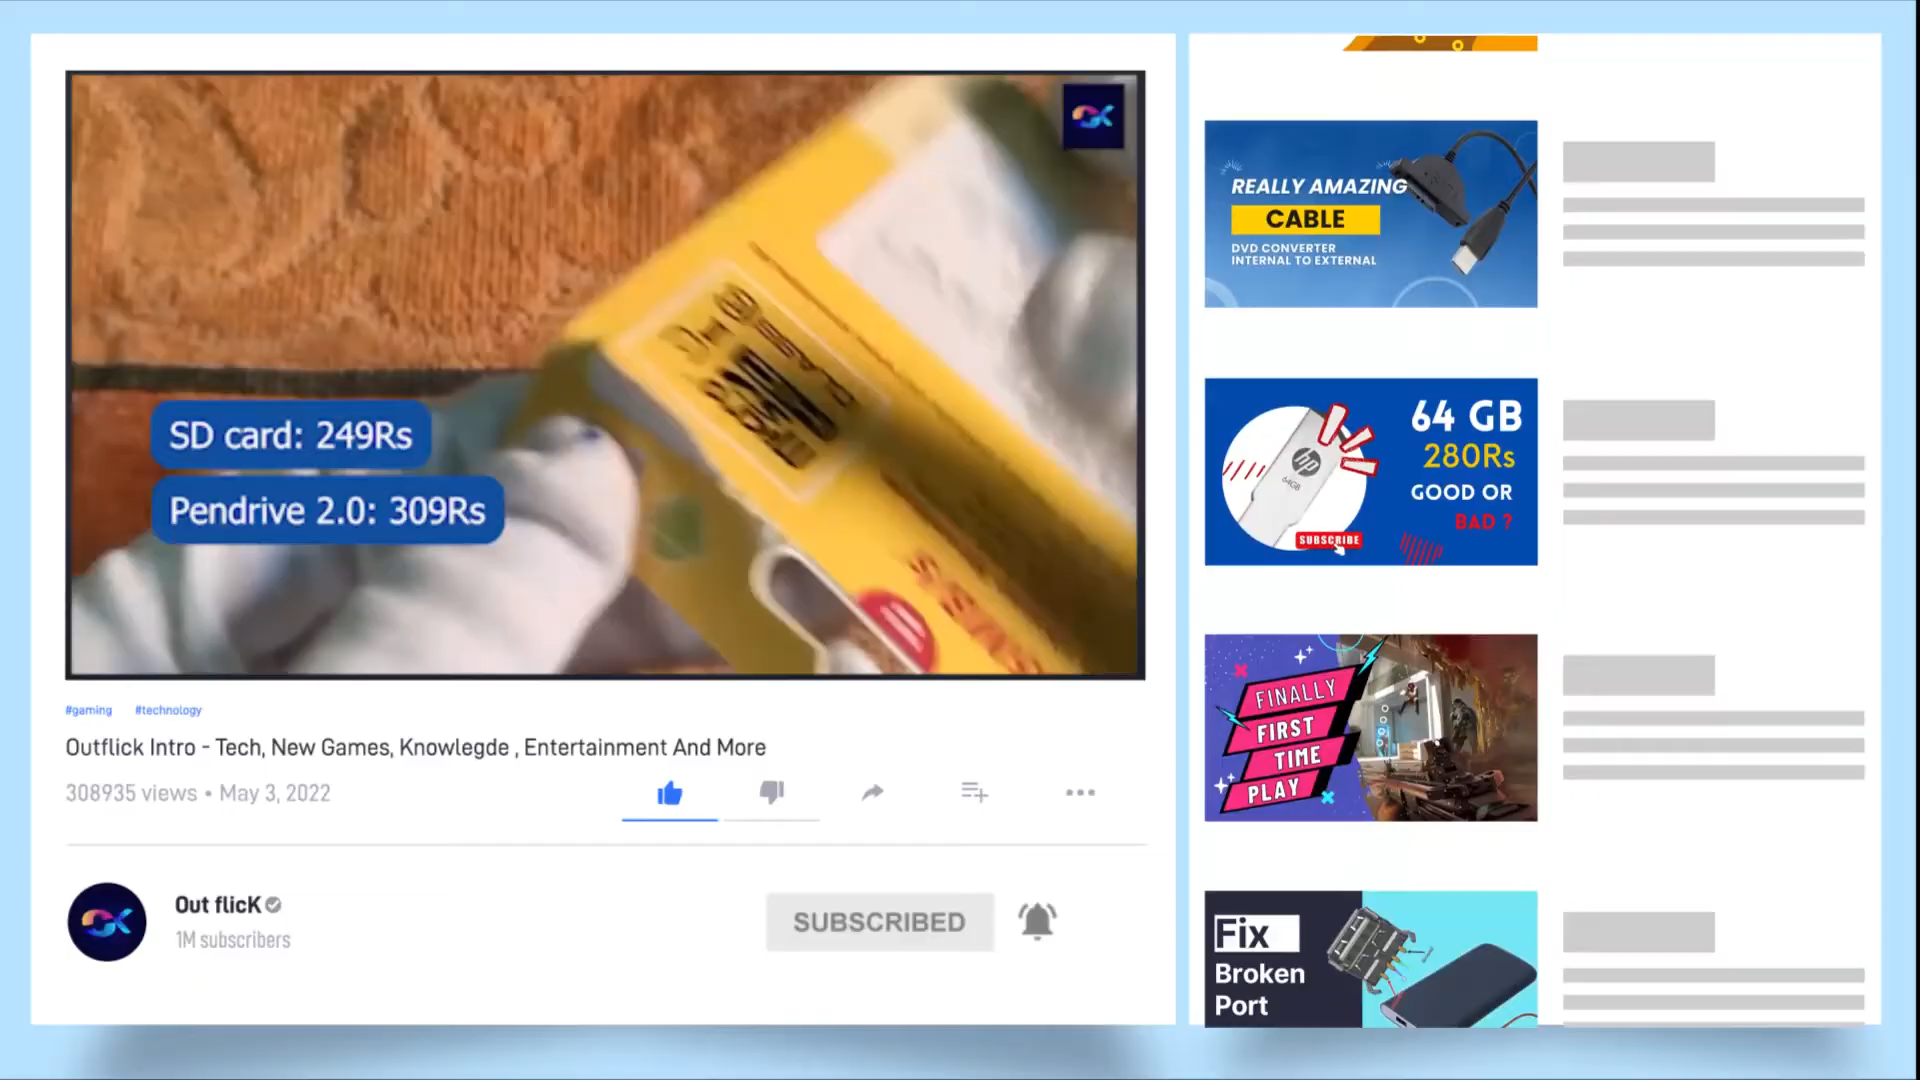 SD card: 249Rs
Pendrive 2.0: 309Rs
#gaming #technology
Outflick Intro - Tech, New Games, Knowlegde , Entertainment And More
308935 views • May 3, 2022
Out flicK
1M subscribers
SUBSCRIBED
REALLY AMAZING
CABLE
DVD CONVERTER
INTERNAL TO EXTERNAL
64 GB
280Rs
GOOD OR
BAD ?
hp
64GB
SUBSCRIBE
FINALLY
FIRST
TIME
PLAY
Fix
Broken
Port